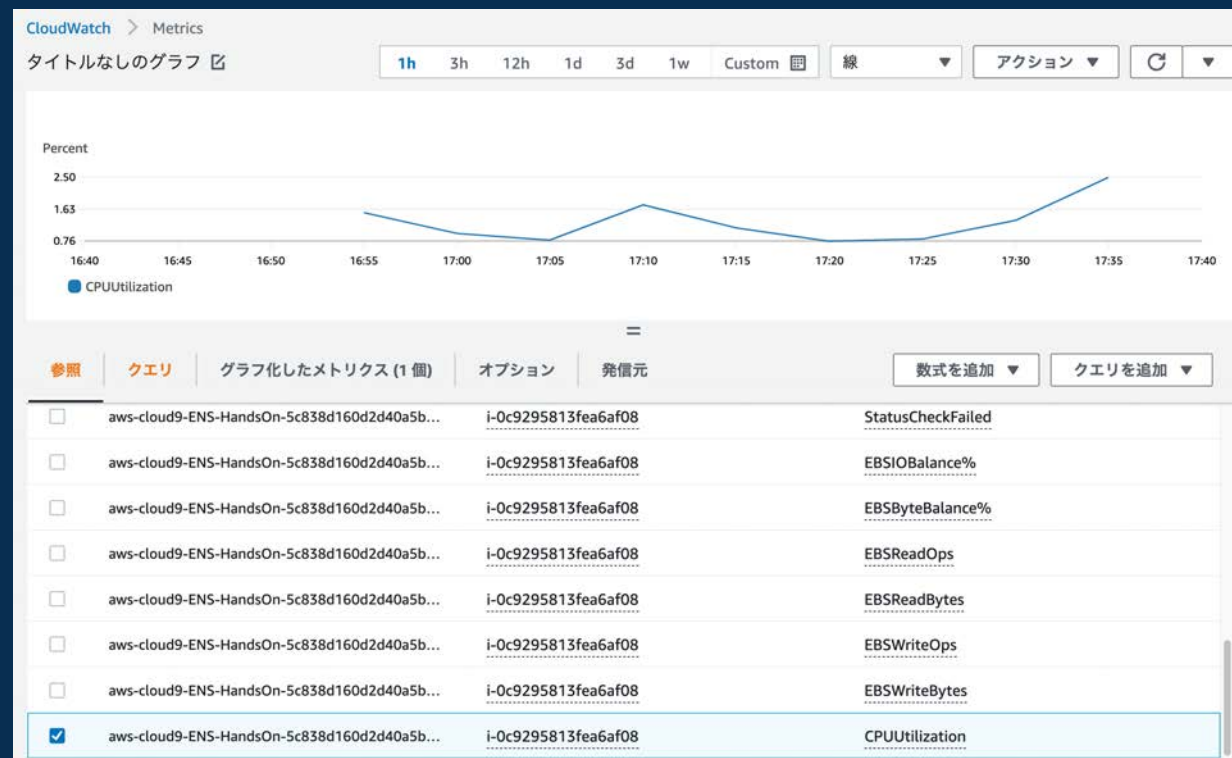 CloudWatch > Metrics
タイトルなしのグラフ
1h 3h 12h 1d 3d 1w Custom 線 アクション
Percent
2.50
1.63
0.76
16:40 16:45 16:50 16:55 17:00 17:05 17:10 17:15 17:20 17:25 17:30 17:35 17:40
CPUUtilization
参照 クエリ グラフ化したメトリクス (1 個) オプション 発信元 数式を追加 クエリを追加
aws-cloud9-ENS-HandsOn-5c838d160d2d40a5b... i-0c9295813fea6af08 StatusCheckFailed
aws-cloud9-ENS-HandsOn-5c838d160d2d40a5b... i-0c9295813fea6af08 EBSIOBalance%
aws-cloud9-ENS-HandsOn-5c838d160d2d40a5b... i-0c9295813fea6af08 EBSByteBalance%
aws-cloud9-ENS-HandsOn-5c838d160d2d40a5b... i-0c9295813fea6af08 EBSReadOps
aws-cloud9-ENS-HandsOn-5c838d160d2d40a5b... i-0c9295813fea6af08 EBSReadBytes
aws-cloud9-ENS-HandsOn-5c838d160d2d40a5b... i-0c9295813fea6af08 EBSWriteOps
aws-cloud9-ENS-HandsOn-5c838d160d2d40a5b... i-0c9295813fea6af08 EBSWriteBytes
aws-cloud9-ENS-HandsOn-5c838d160d2d40a5b... i-0c9295813fea6af08 CPUUtilization